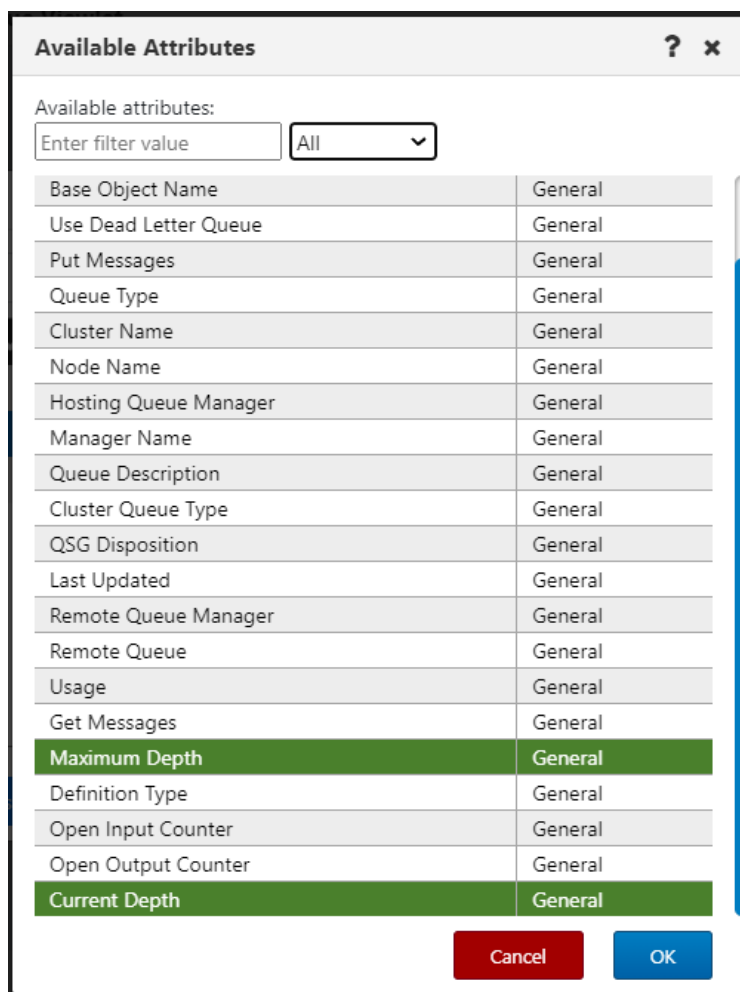 Available Attributes ? ×
Available attributes:
Enter filter value All
Base Object Name General
Use Dead Letter Queue General
Put Messages General
Queue Type General
Cluster Name General
Node Name General
Hosting Queue Manager General
Manager Name General
Queue Description General
Cluster Queue Type General
QSG Disposition General
Last Updated General
Remote Queue Manager General
Remote Queue General
Usage General
Get Messages General
Maximum Depth General
Definition Type General
Open Input Counter General
Open Output Counter General
Current Depth General
Cancel OK